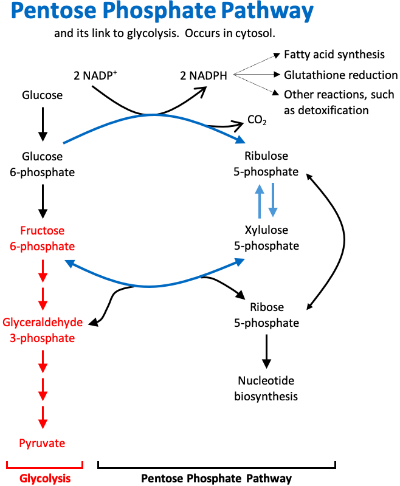 Pentose Phosphate Pathway
and its link to glycolysis.  Occurs in cytosol.
2 NADP⁺
2 NADPH
Fatty acid synthesis
Glutathione reduction
Other reactions, such
as detoxification
Glucose
CO₂
Glucose
6-phosphate
Ribulose
5-phosphate
Fructose
6-phosphate
Xylulose
5-phosphate
Glyceraldehyde
3-phosphate
Ribose
5-phosphate
Nucleotide
biosynthesis
Pyruvate
Glycolysis
Pentose Phosphate Pathway